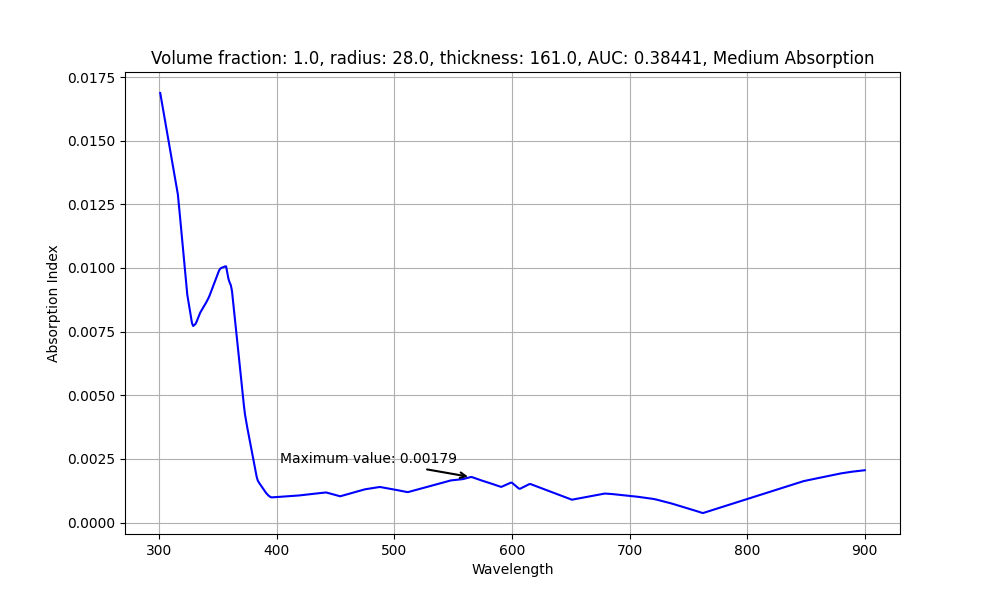 Volume fraction: 1.0, radius: 28.0, thickness: 161.0, AUC: 0.38441, Medium Absorption
0.0175
0.0150
0.0125
0.0100
0.0075
0.0050
0.0025
0.0000
Absorption Index
Maximum value: 0.00179
300 400 500 600 700 800 900
Wavelength